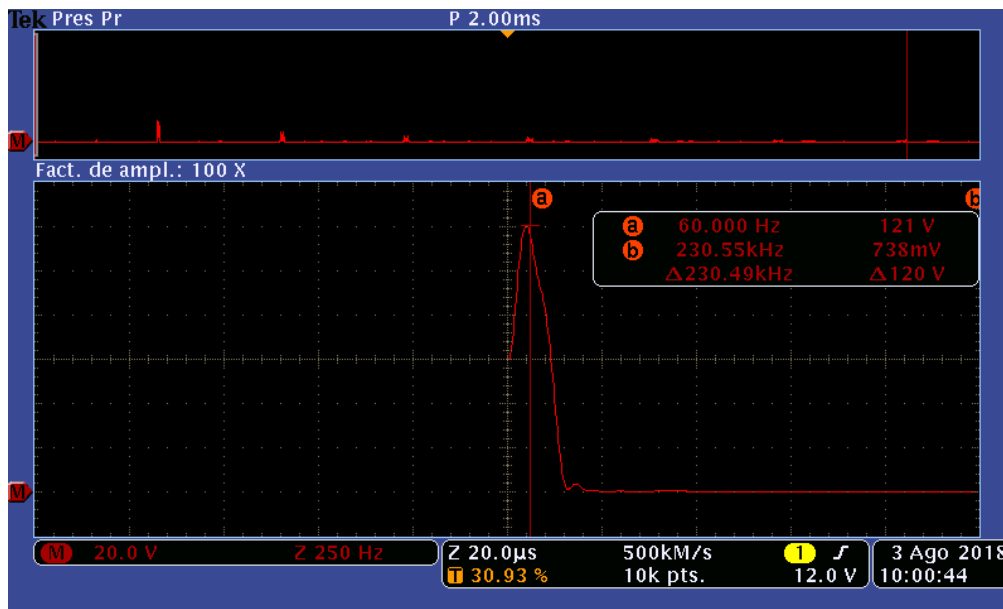 Tek Pres Pr P 2.00ms
M
Fact. de ampl.: 100 X
a b
a 60.000 Hz 121 V
b 230.55kHz 738mV
Δ230.49kHz Δ120 V
M
M 20.0 V Z 250 Hz Z 20.0µs 500kM/s 1 3 Ago 2018
T 30.93 % 10k pts. 12.0 V 10:00:44